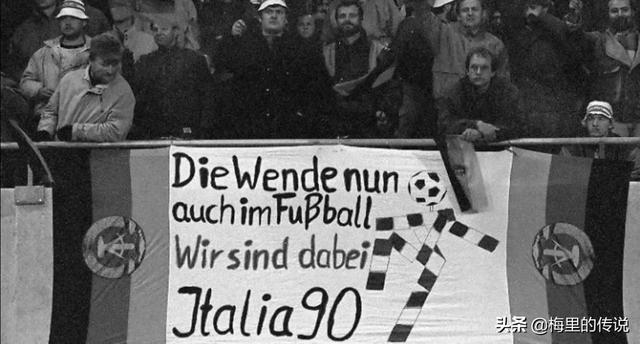 Die Wende nun
auch im Fußball
Wir sind dabei
Italia 90
头条 @梅里的传说